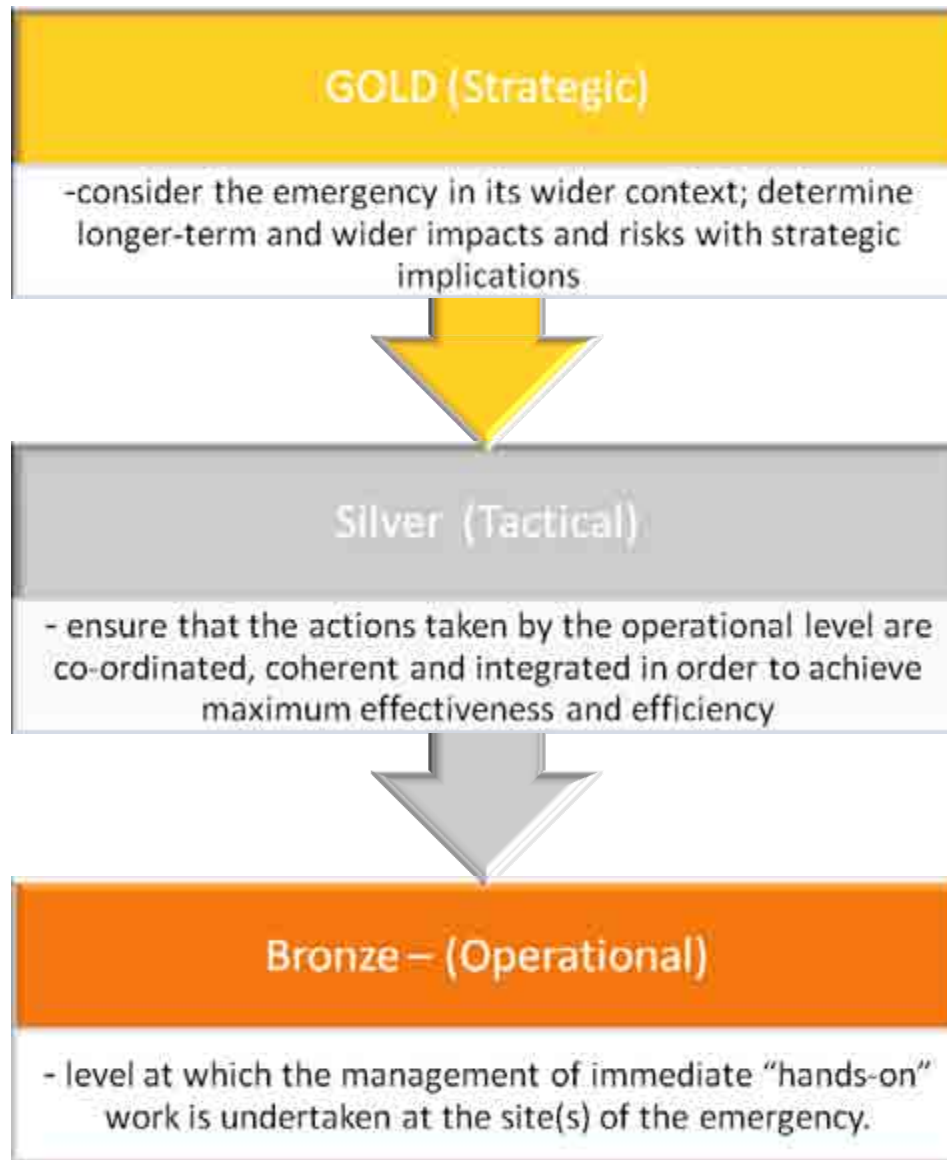 GOLD (Strategic)
-consider the emergency in its wider context; determine
longer-term and wider impacts and risks with strategic
implications
Silver (Tactical)
- ensure that the actions taken by the operational level are
co-ordinated, coherent and integrated in order to achieve
maximum effectiveness and efficiency
Bronze – (Operational)
- level at which the management of immediate “hands-on”
work is undertaken at the site(s) of the emergency.